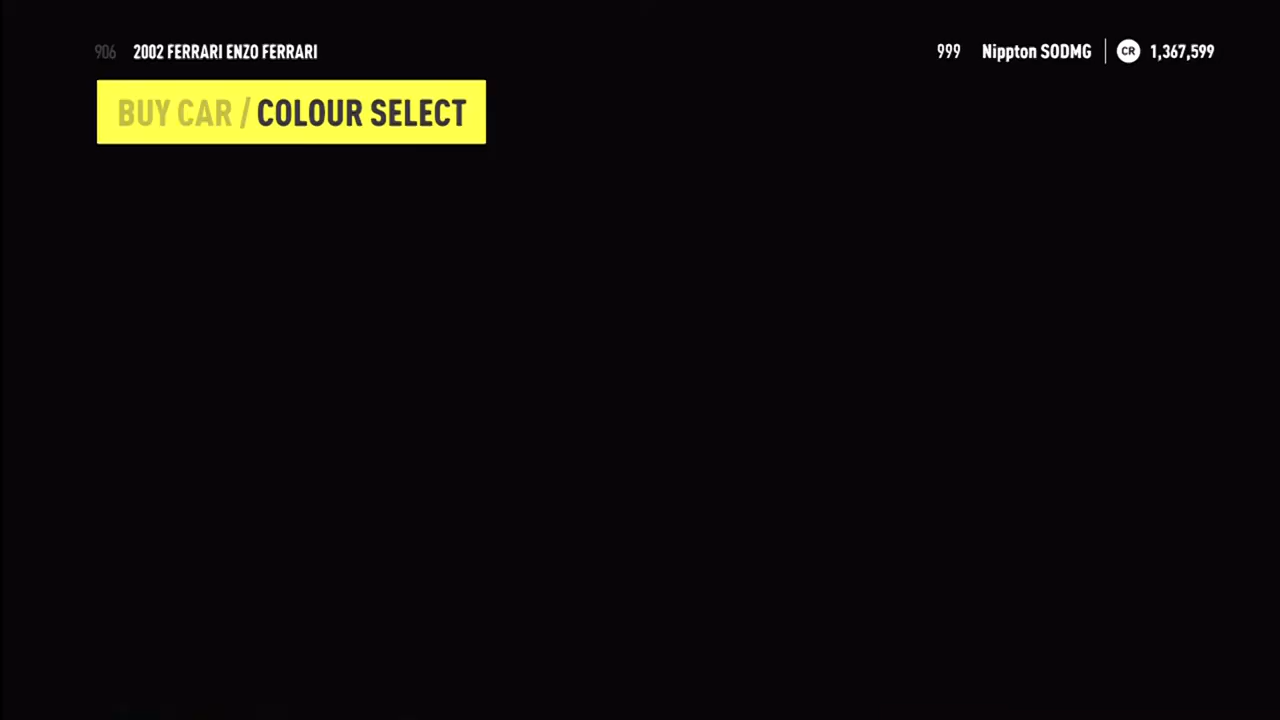 906 2002 FERRARI ENZO FERRARI
999 Nippton SODMG CR 1,367,599
BUY CAR / COLOUR SELECT